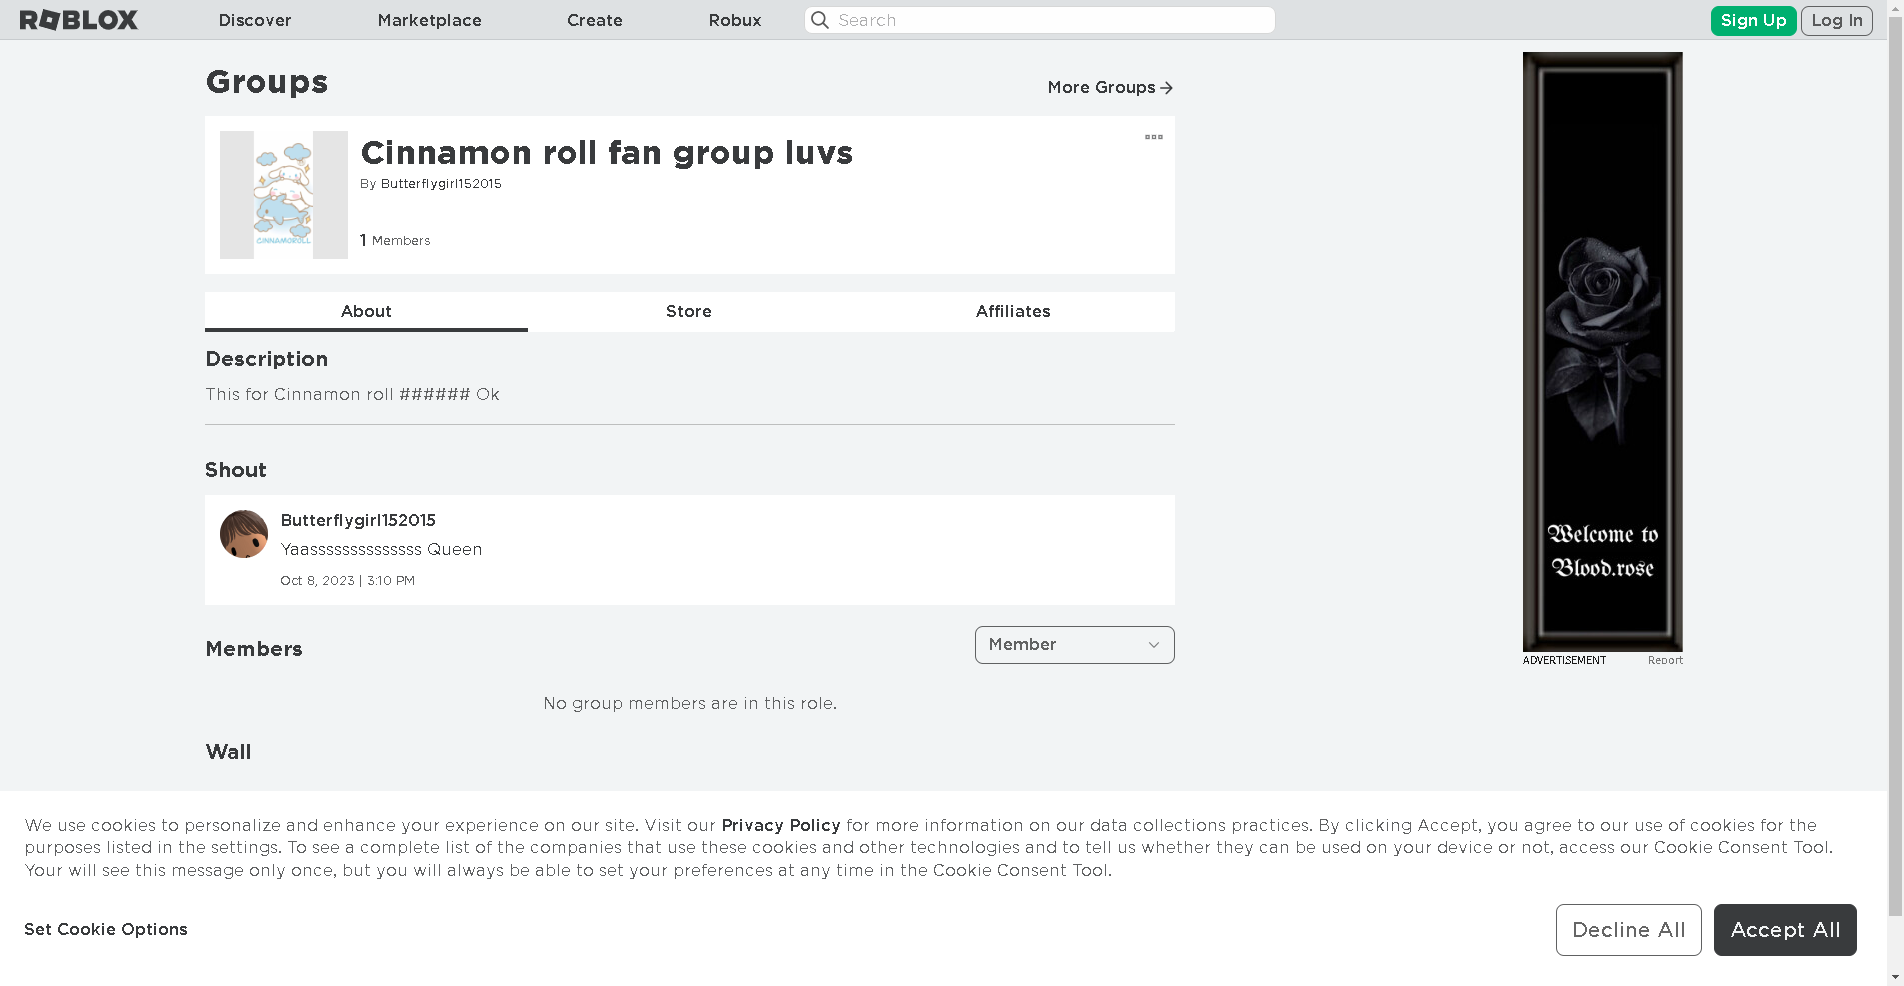 ROBLOX
Discover
Marketplace
Create
Robux
Search
Sign Up
Log In
Groups
More Groups
Cinnamon roll fan group luvs
By Butterflygirl152015
1 Members
CINNAMOROLL
About
Store
Affiliates
Description
This for Cinnamon roll ###### Ok
Shout
Butterflygirl152015
Yaasssssssssssssss Queen
Oct 8, 2023 | 3:10 PM
Members
Member
No group members are in this role.
Wall
Welcome to
Blood.rose
ADVERTISEMENT
Report
We use cookies to personalize and enhance your experience on our site. Visit our Privacy Policy for more information on our data collections practices. By clicking Accept, you agree to our use of cookies for the
purposes listed in the settings. To see a complete list of the companies that use these cookies and other technologies and to tell us whether they can be used on your device or not, access our Cookie Consent Tool.
Your will see this message only once, but you will always be able to set your preferences at any time in the Cookie Consent Tool.
Set Cookie Options
Decline All
Accept All